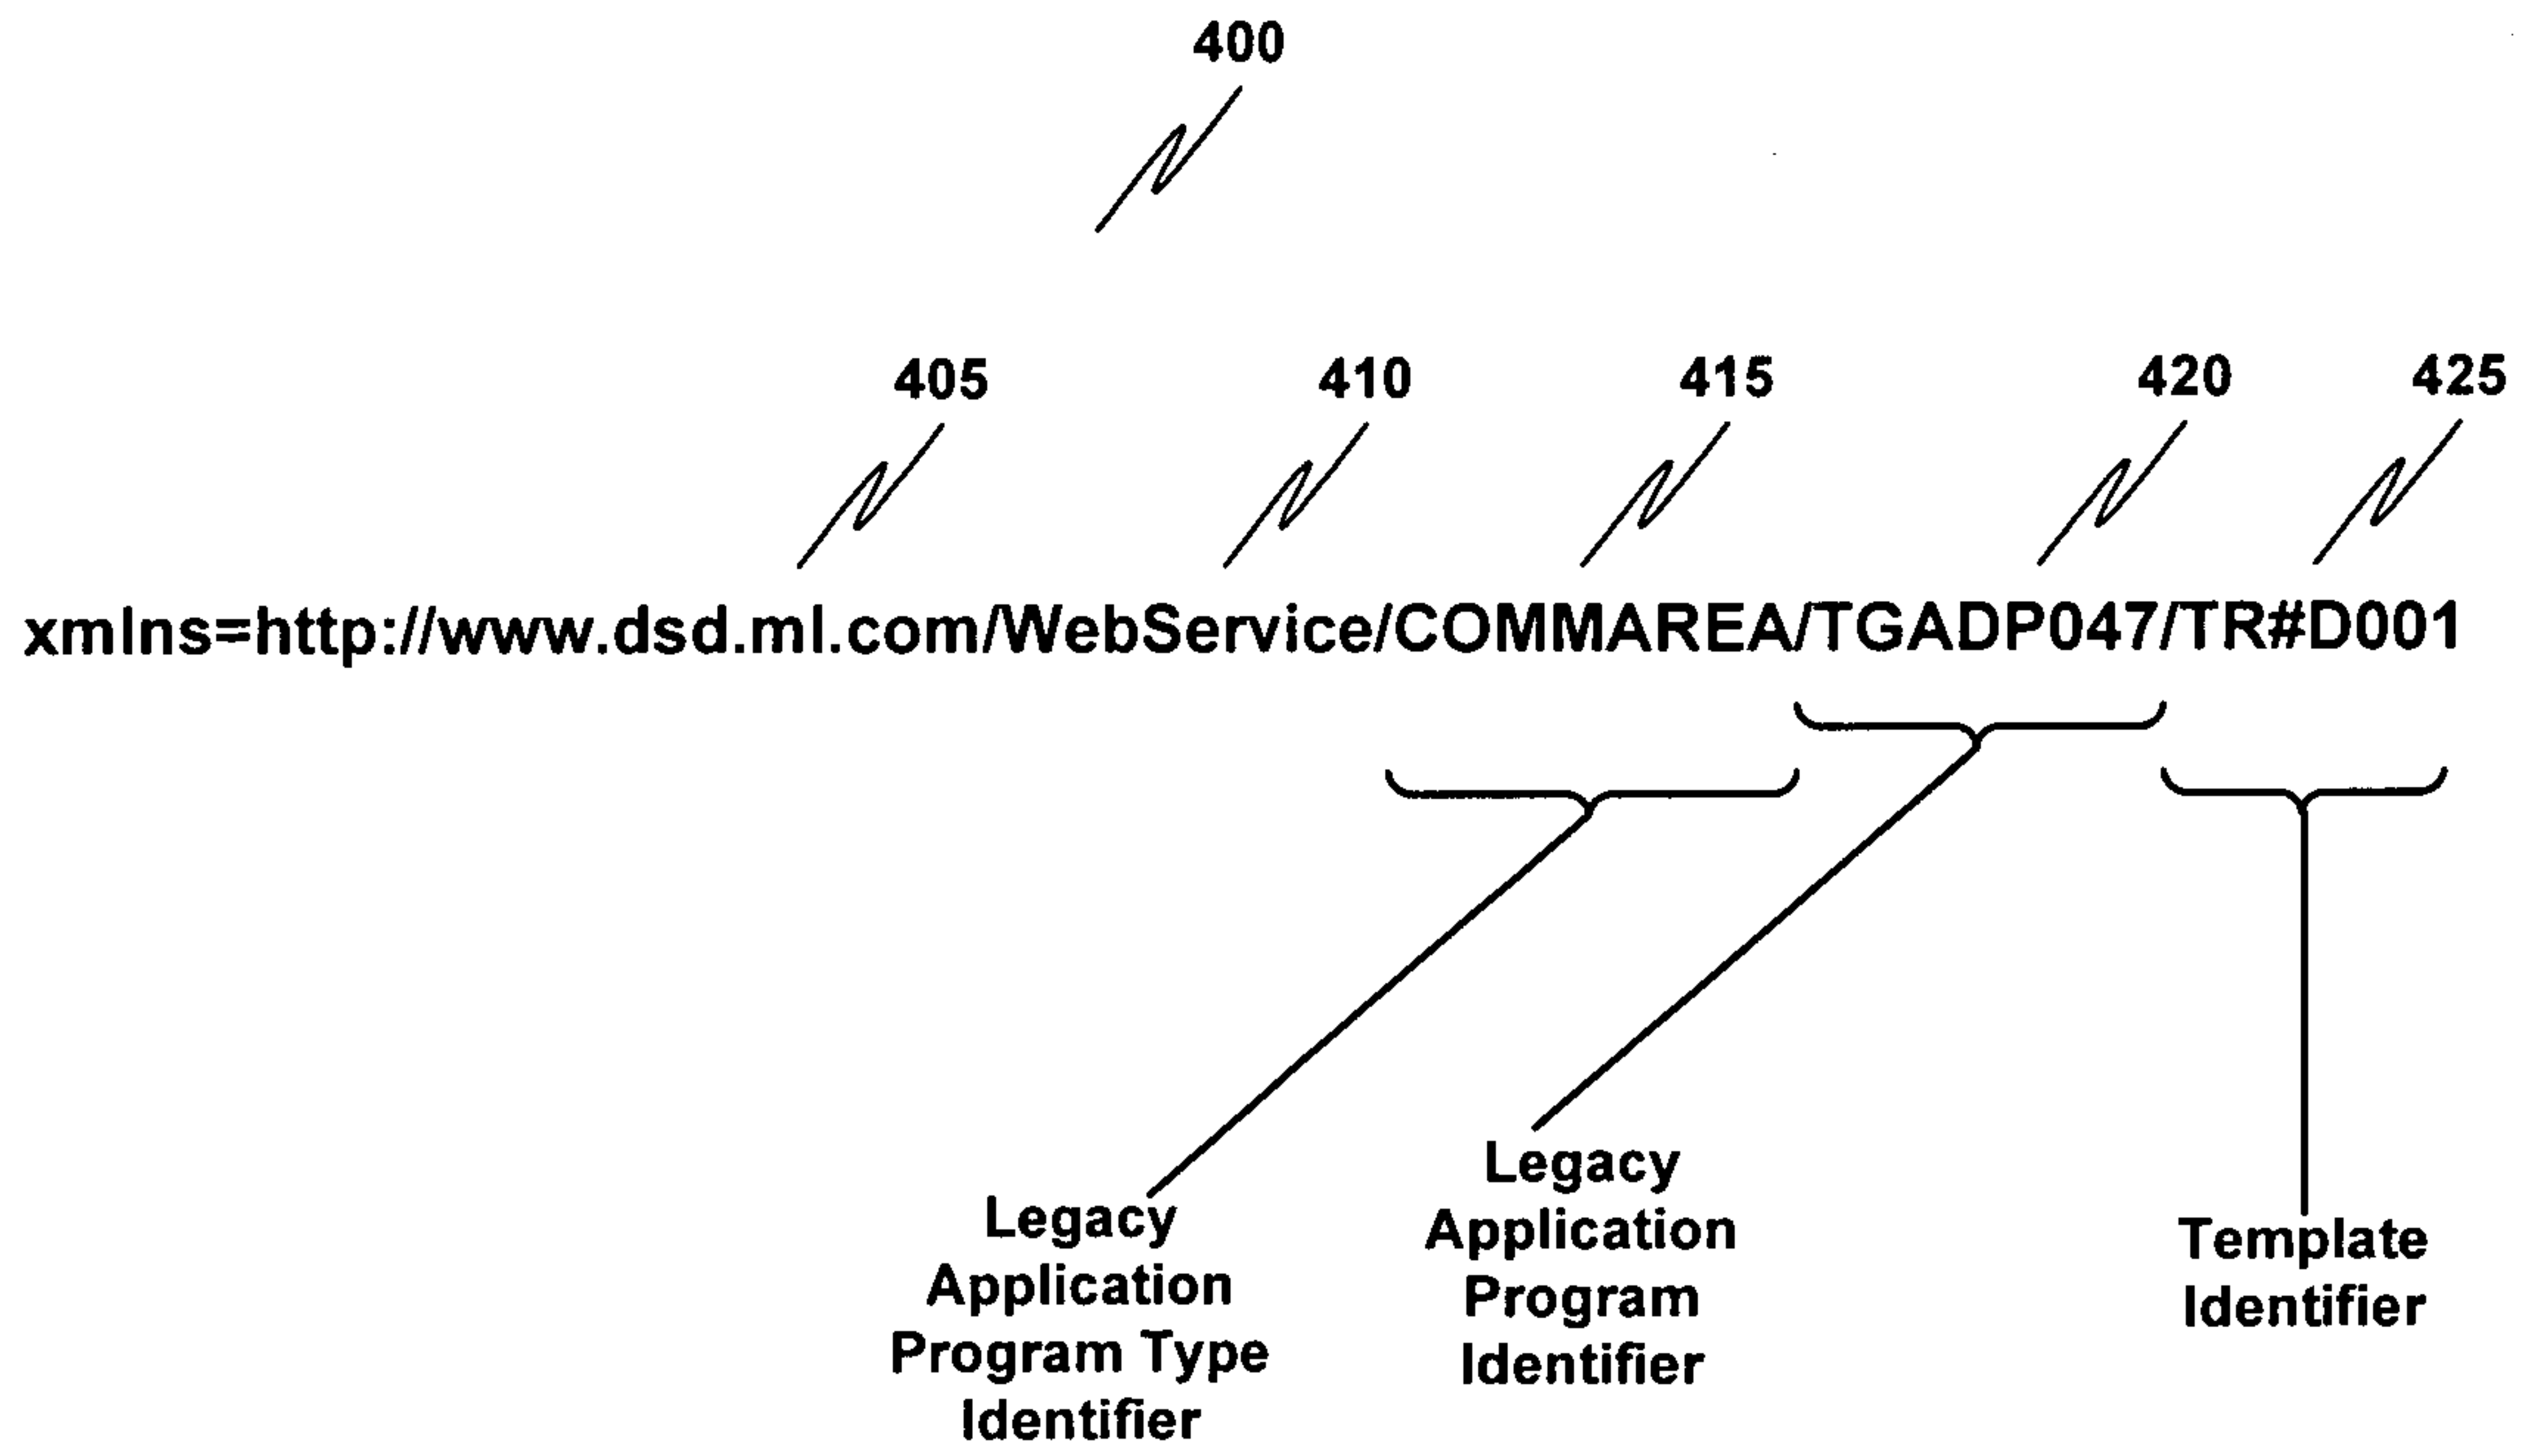 400
405 410 415 420 425
xmlns=http://www.dsd.ml.com/WebService/COMMAREA/TGADP047/TR#D001
Legacy
Application
Program Type
Identifier
Legacy
Application
Program
Identifier
Template
Identifier